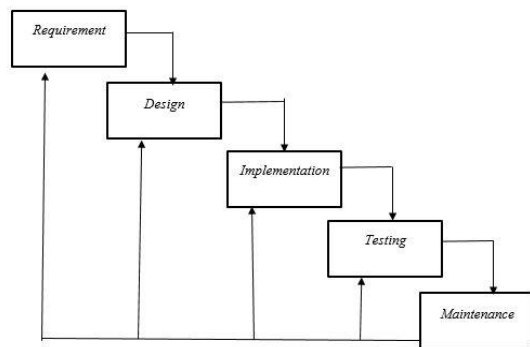 Requirement
Design
Implementation
Testing
Maintenance